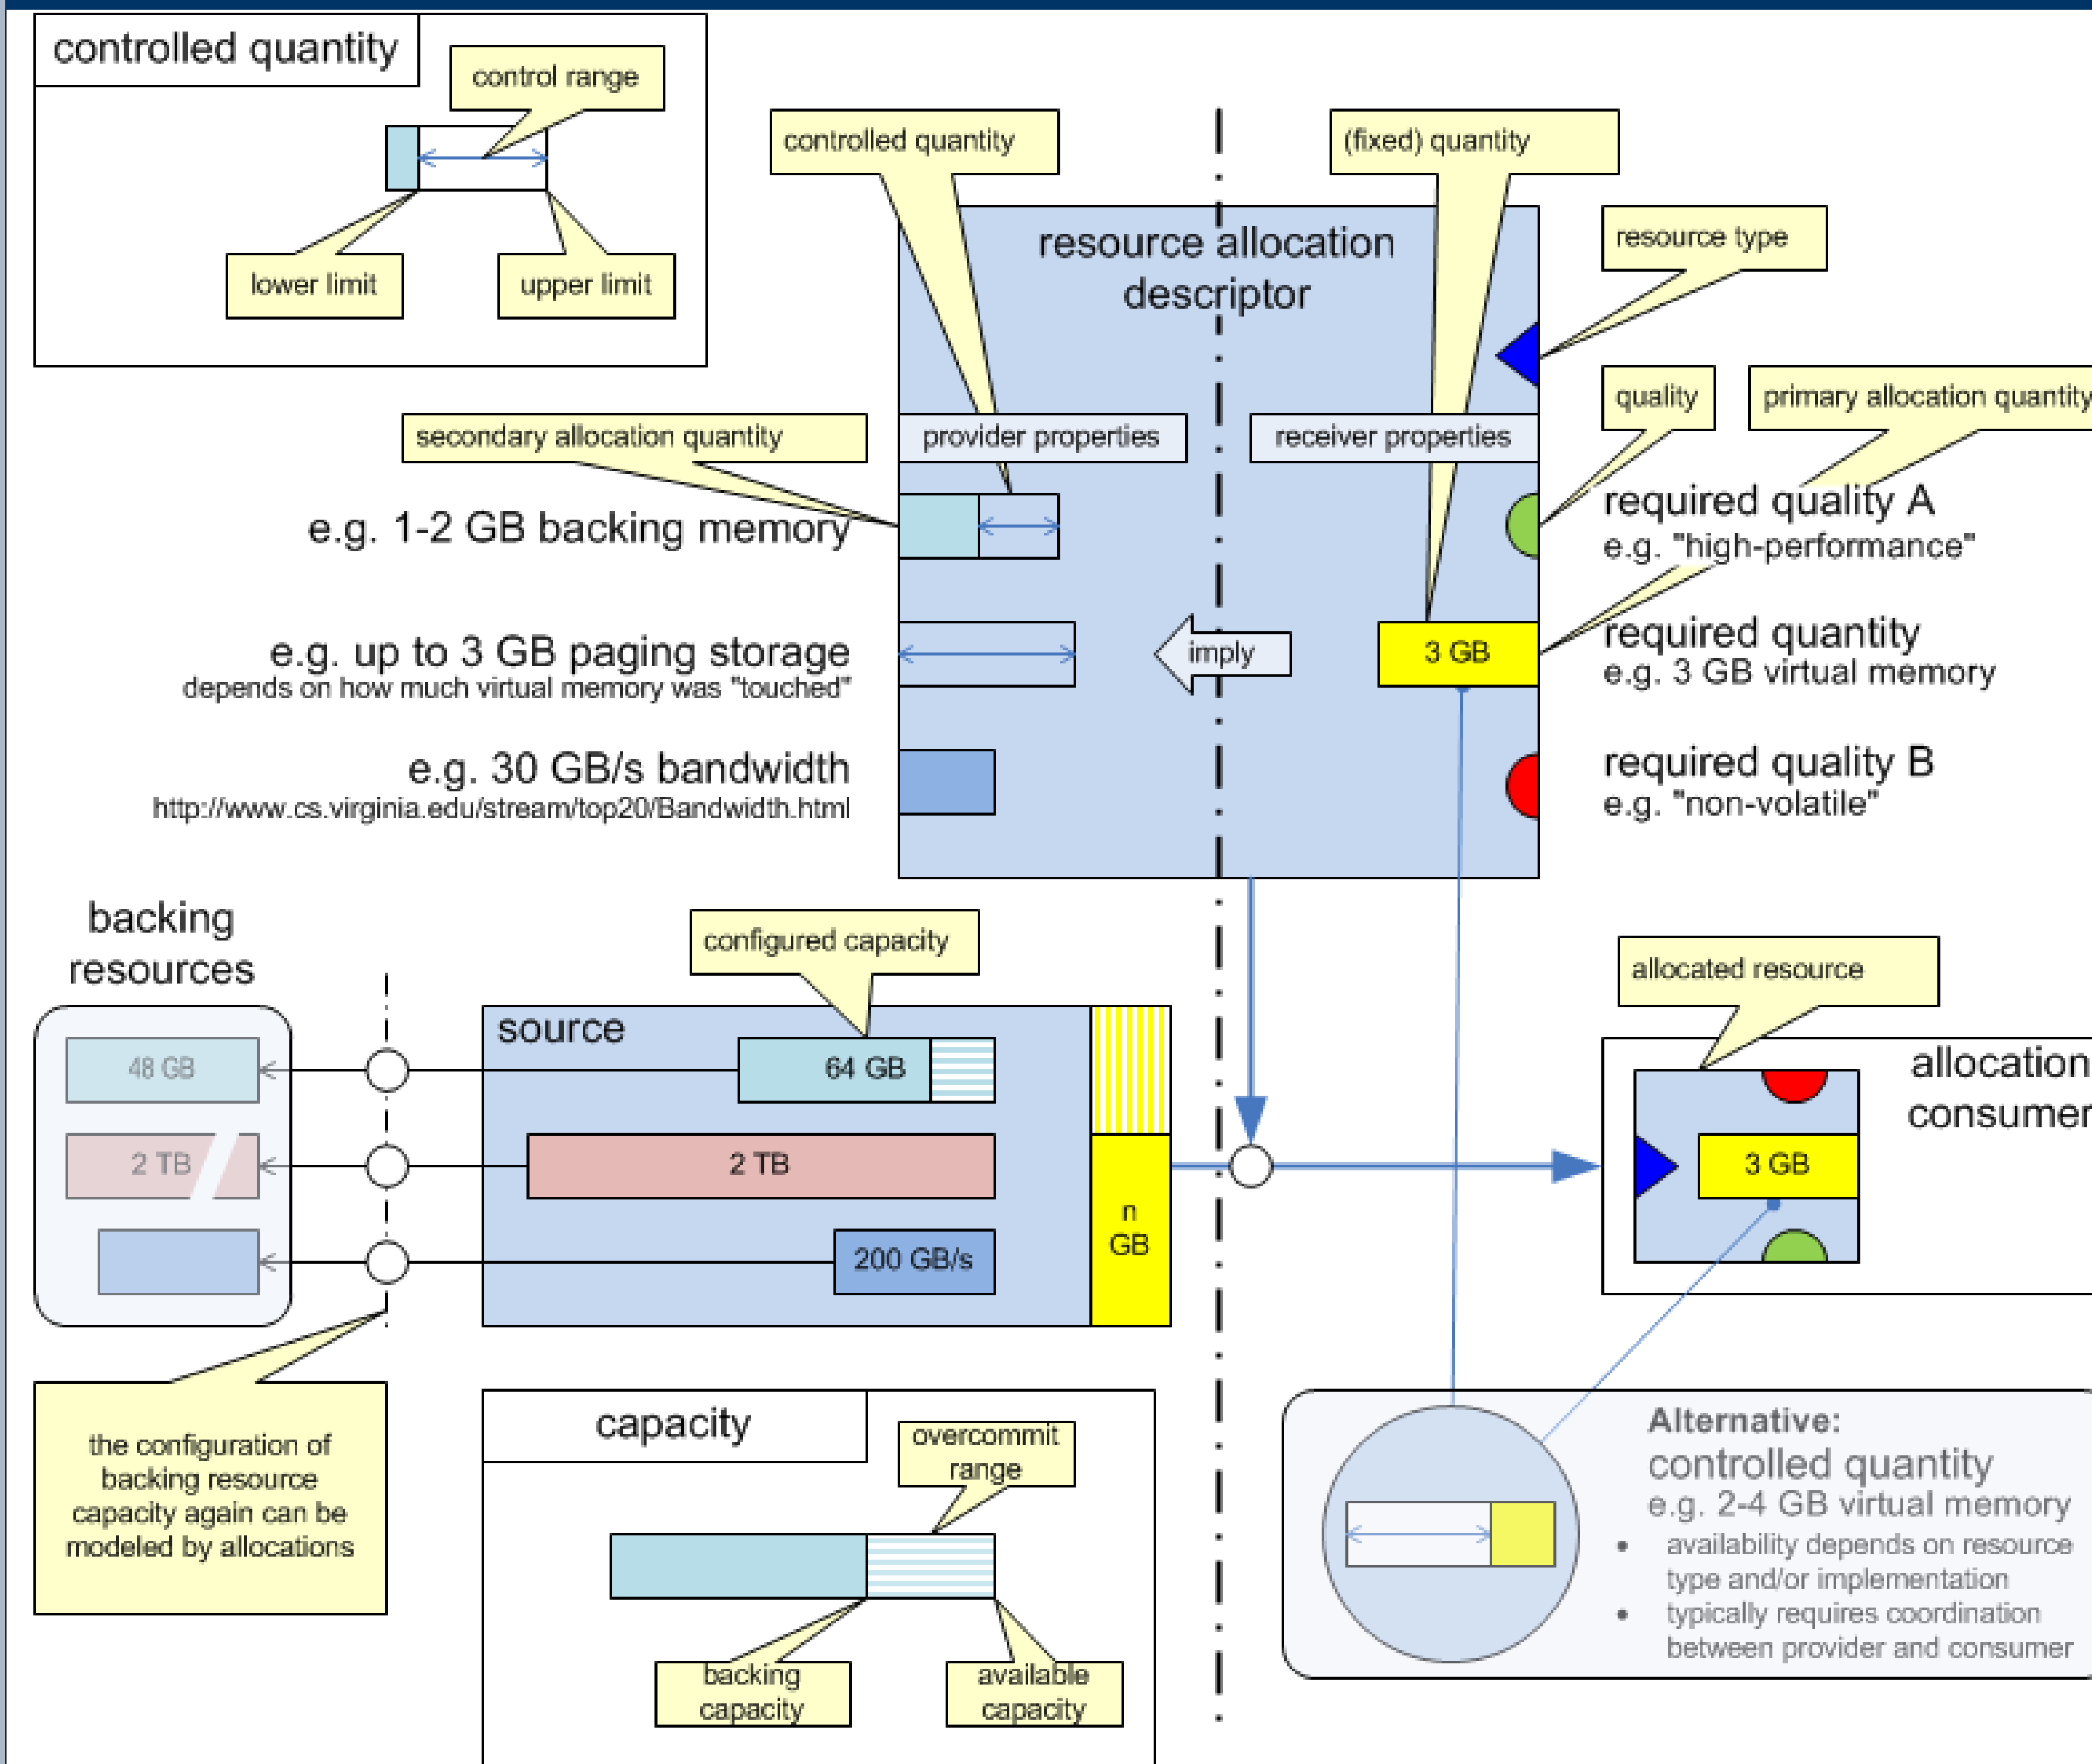 controlled quantity
control range
lower limit
upper limit
controlled quantity
(fixed) quantity
resource allocation
descriptor
resource type
quality
primary allocation quantity
secondary allocation quantity
provider properties
receiver properties
e.g. 1-2 GB backing memory
required quality A
e.g. "high-performance"
e.g. up to 3 GB paging storage
depends on how much virtual memory was "touched"
imply
3 GB
required quantity
e.g. 3 GB virtual memory
e.g. 30 GB/s bandwidth
http://www.cs.virginia.edu/stream/top20/Bandwidth.html
required quality B
e.g. "non-volatile"
backing
resources
configured capacity
allocated resource
source
48 GB
64 GB
2 TB
2 TB
200 GB/s
n
GB
allocation
consumer
3 GB
the configuration of
backing resource
capacity again can be
modeled by allocations
capacity
overcommit
range
backing
capacity
available
capacity
Alternative:
controlled quantity
e.g. 2-4 GB virtual memory
• availability depends on resource
type and/or implementation
• typically requires coordination
between provider and consumer